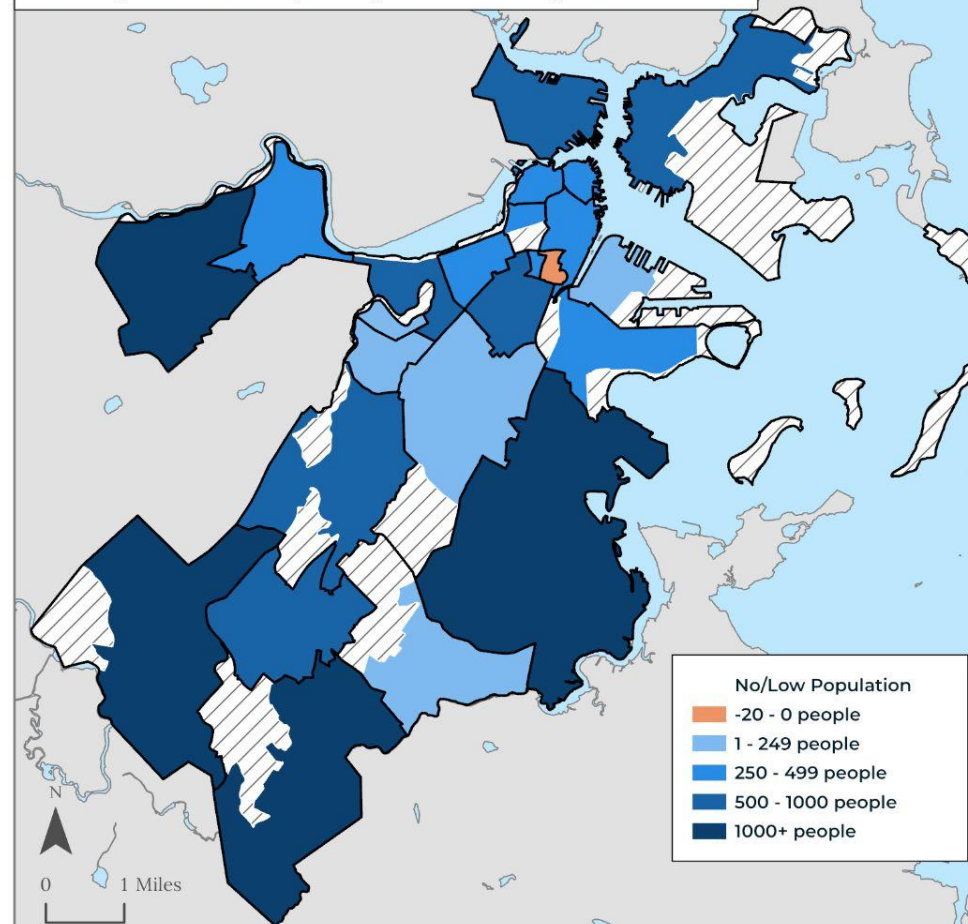 No/Low Population
-20 - 0 people
1 - 249 people
250 - 499 people
500 - 1000 people
1000+ people
N
0 1 Miles